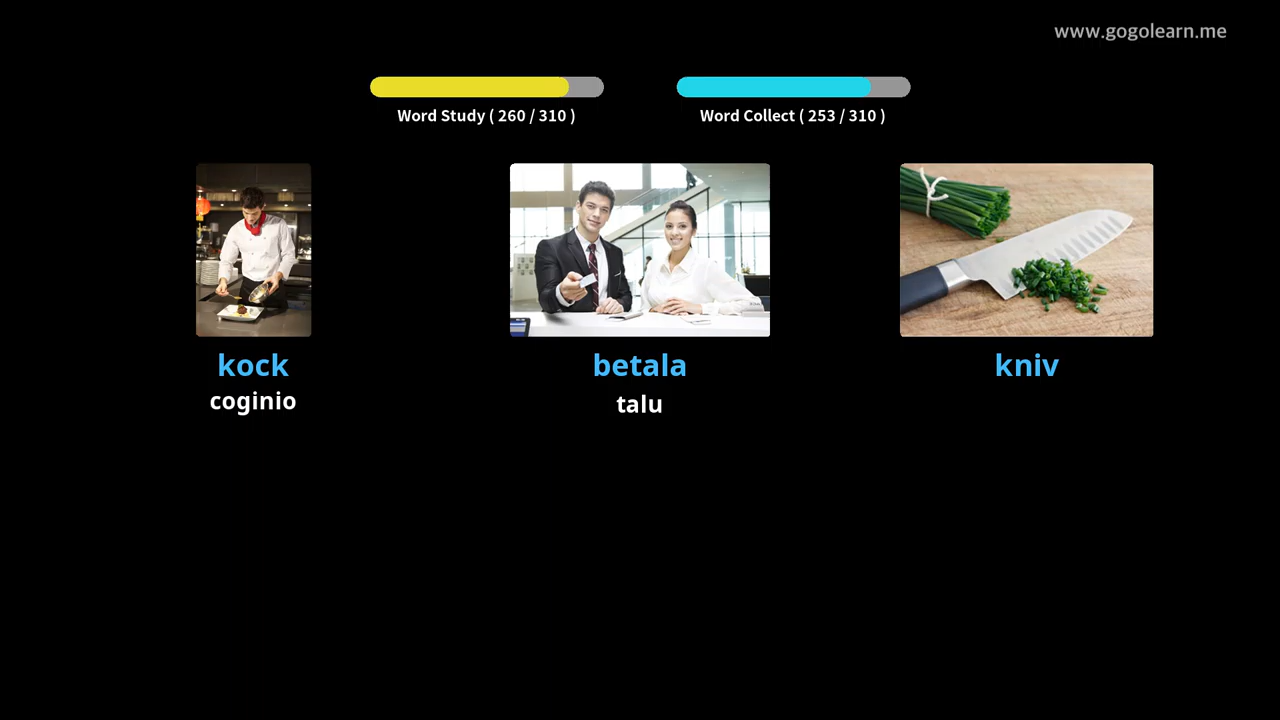 www.gogolearn.me
Word Study ( 260 / 310 )
Word Collect ( 253 / 310 )
kock
betala
kniv
coginio
talu